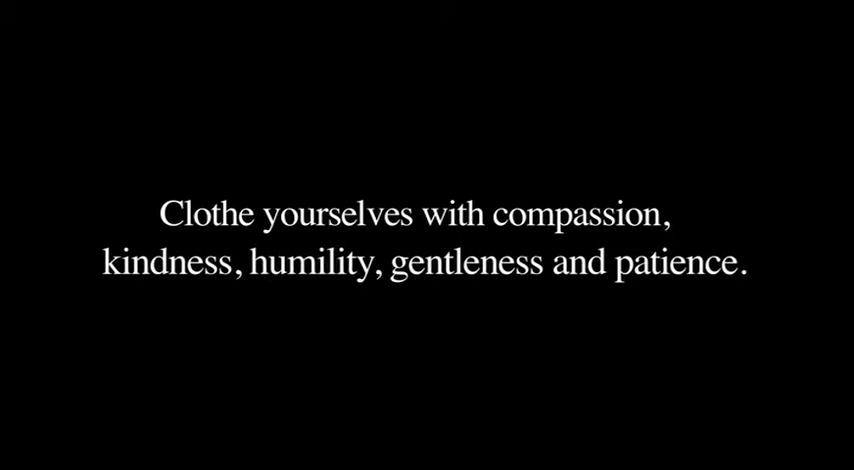 Clothe yourselves with compassion,
kindness, humility, gentleness and patience.